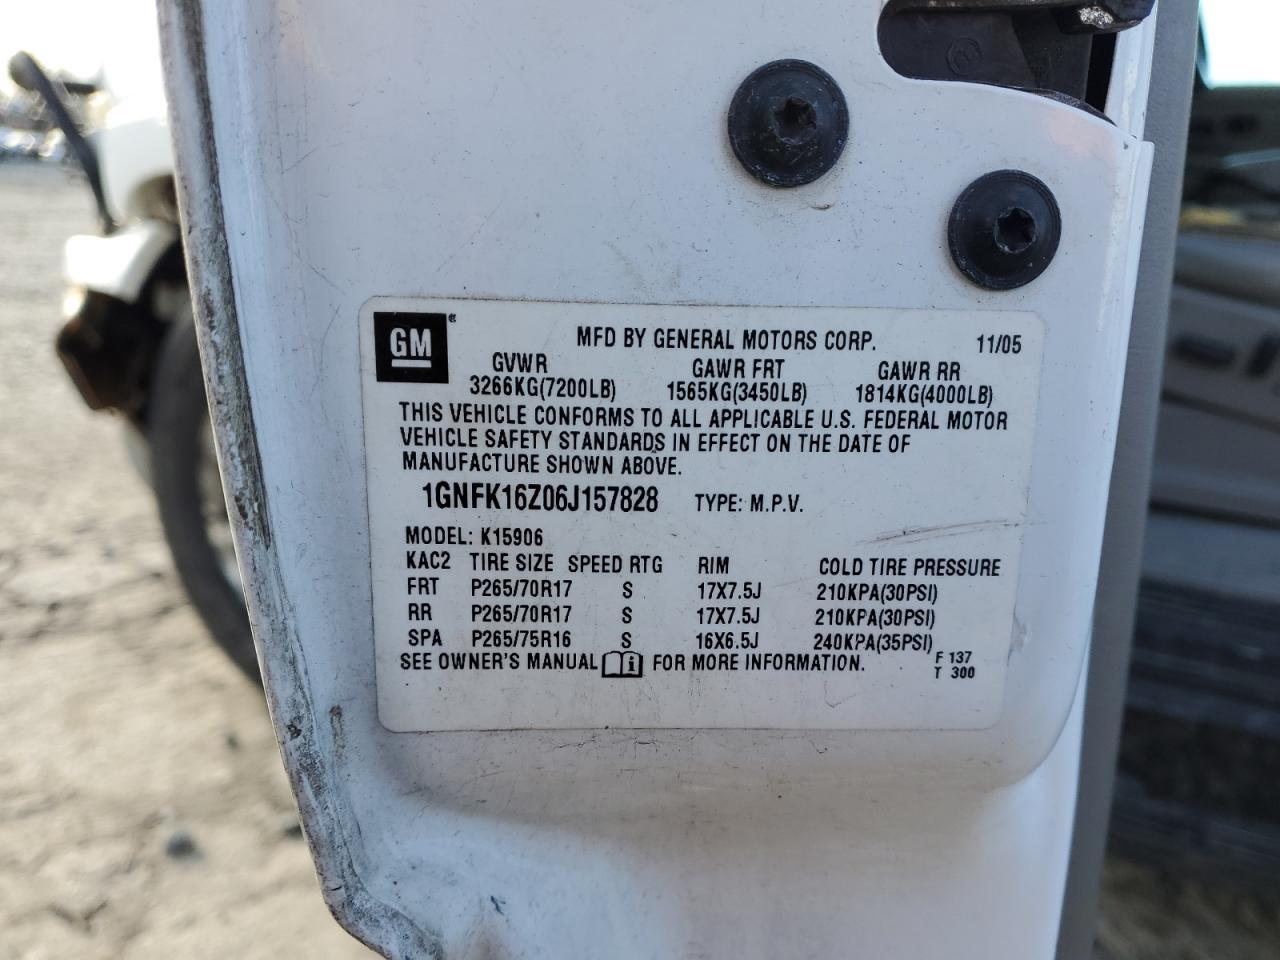 GM ®
MFD BY GENERAL MOTORS CORP. 11/05
GVWR GAWR FRT GAWR RR
3266KG(7200LB) 1565KG(3450LB) 1814KG(4000LB)
THIS VEHICLE CONFORMS TO ALL APPLICABLE U.S. FEDERAL MOTOR
VEHICLE SAFETY STANDARDS IN EFFECT ON THE DATE OF
MANUFACTURE SHOWN ABOVE.
1GNFK16Z06J157828 TYPE: M.P.V.
MODEL: K15906
KAC2 TIRE SIZE SPEED RTG RIM COLD TIRE PRESSURE
FRT P265/70R17 S 17X7.5J 210KPA(30PSI)
RR P265/70R17 S 17X7.5J 210KPA(30PSI)
SPA P265/75R16 S 16X6.5J 240KPA(35PSI)
SEE OWNER'S MANUAL i FOR MORE INFORMATION. F 137
T 300